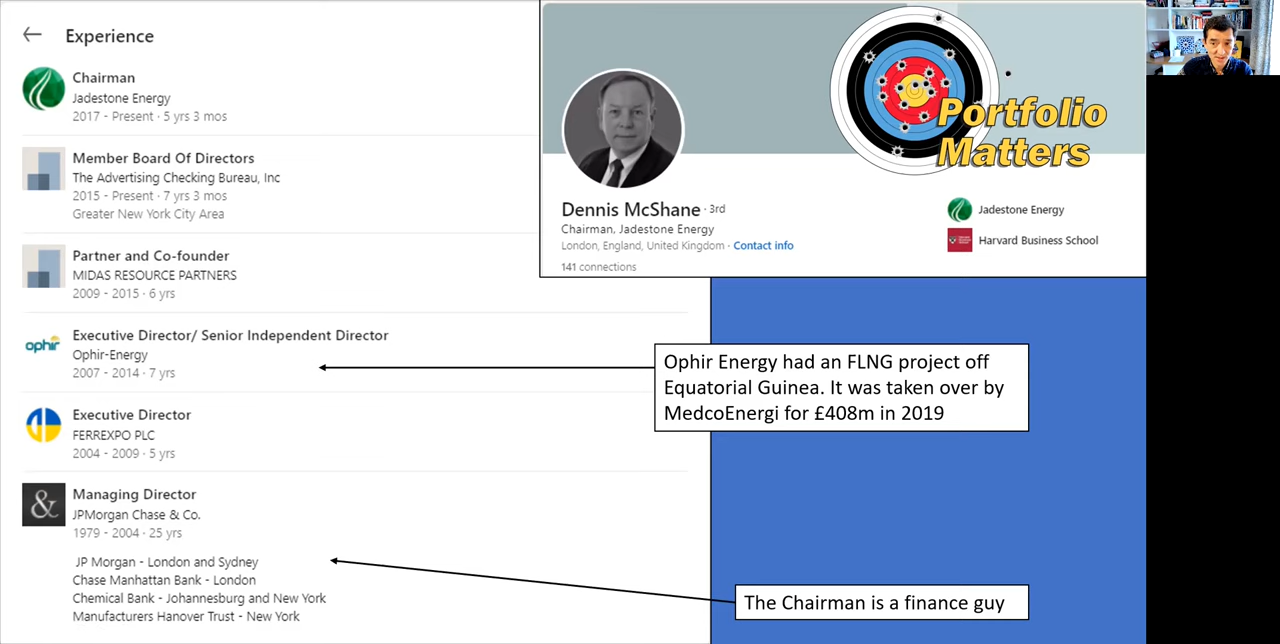 Experience
Chairman
Jadestone Energy
2017 - Present · 5 yrs 3 mos
Member Board Of Directors
The Advertising Checking Bureau, Inc
2015 - Present · 7 yrs 3 mos
Greater New York City Area
Partner and Co-founder
MIDAS RESOURCE PARTNERS
2009 - 2015 · 6 yrs
ophir
Executive Director/ Senior Independent Director
Ophir-Energy
2007 - 2014 · 7 yrs
Executive Director
FERREXPO PLC
2004 - 2009 · 5 yrs
&
Managing Director
JPMorgan Chase & Co.
1979 - 2004 · 25 yrs
JP Morgan - London and Sydney
Chase Manhattan Bank - London
Chemical Bank - Johannesburg and New York
Manufacturers Hanover Trust - New York
Portfolio
Matters
Dennis McShane · 3rd
Chairman, Jadestone Energy
London, England, United Kingdom · Contact info
141 connections
Jadestone Energy
Harvard Business School
Ophir Energy had an FLNG project off
Equatorial Guinea. It was taken over by
MedcoEnergi for £408m in 2019
The Chairman is a finance guy